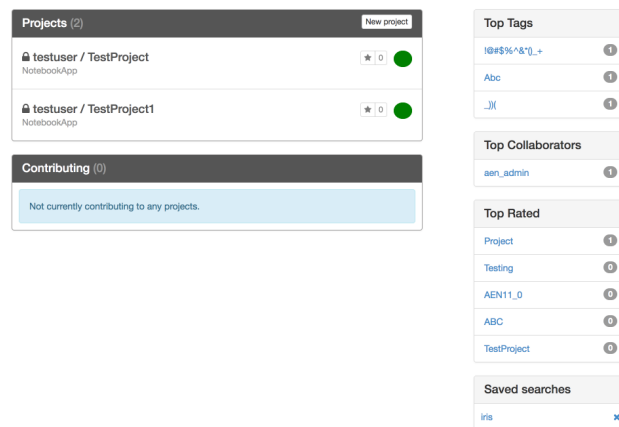 Projects (2)
New project
testuser / TestProject
0
NotebookApp
testuser / TestProject1
0
NotebookApp
Contributing (0)
Not currently contributing to any projects.
Top Tags
!@#$%^&*()_+ 1
Abc 1
_))( 1
Top Collaborators
aen_admin 1
Top Rated
Project 1
Testing 0
AEN11_0 0
ABC 0
TestProject 0
Saved searches
iris